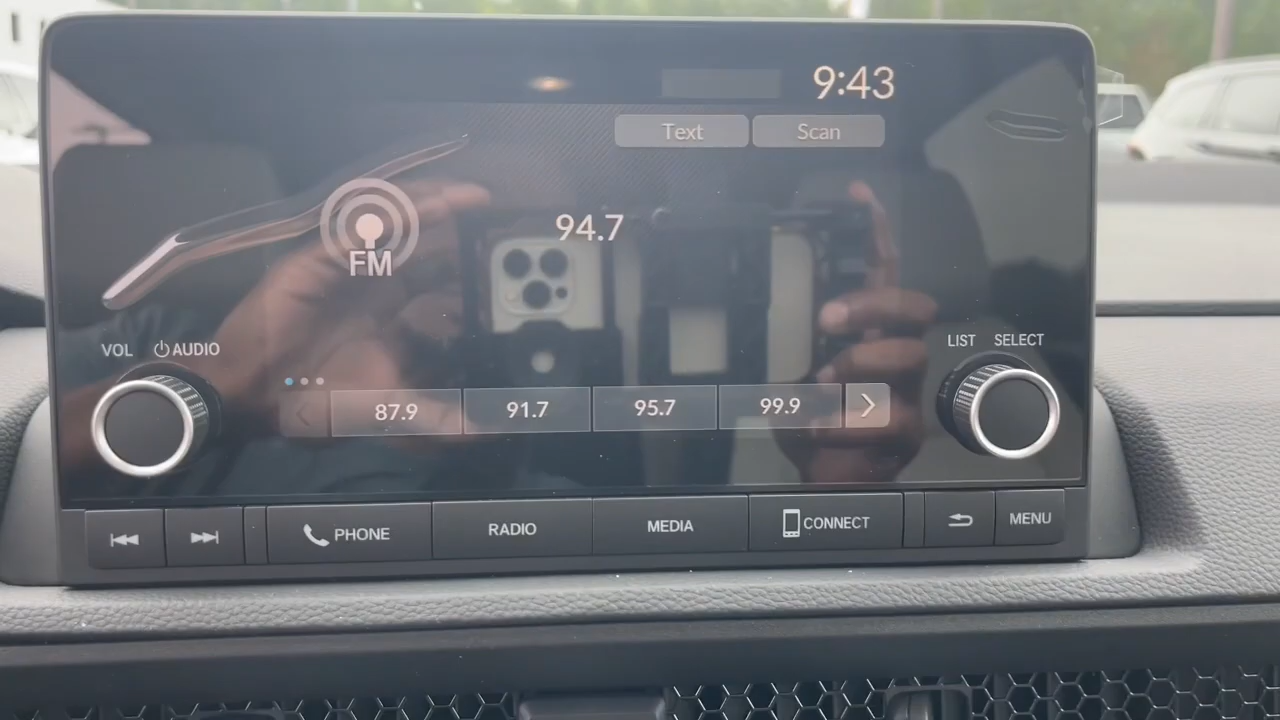 9:43
Text Scan
94.7
FM
VOL AUDIO
LIST SELECT
87.9 91.7 95.7 99.9
PHONE RADIO MEDIA CONNECT MENU